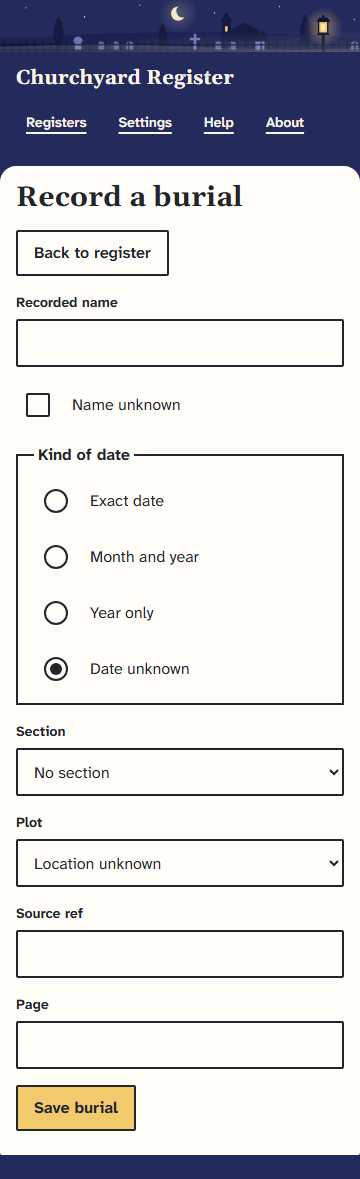 Churchyard Register
Registers Settings Help About
Record a burial
Back to register
Recorded name
Name unknown
Kind of date
Exact date
Month and year
Year only
Date unknown
Section
No section
Plot
Location unknown
Source ref
Page
Save burial